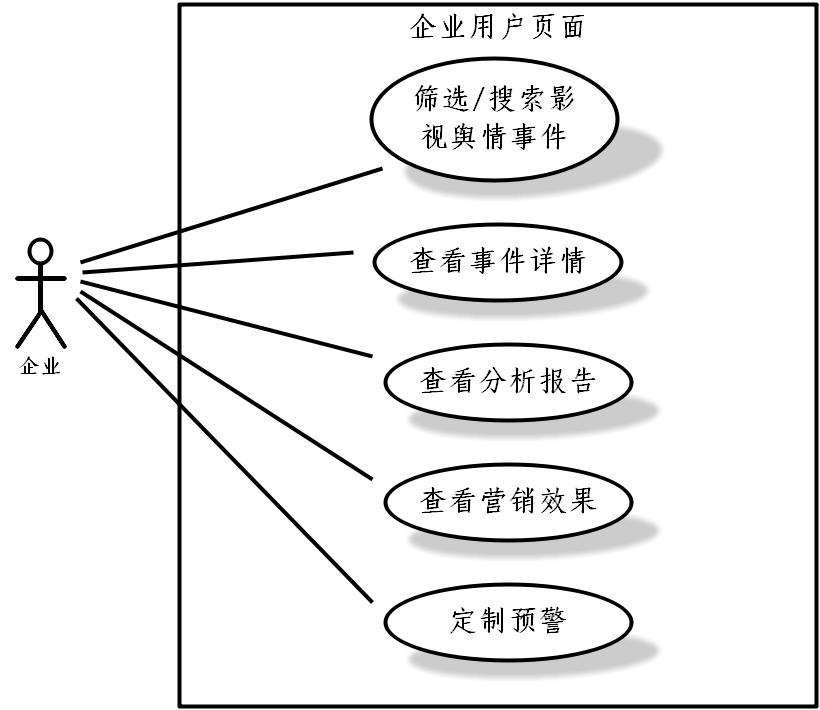 企业用户页面
筛选/搜索影
视舆情事件
查看事件详情
企业
查看分析报告
查看营销效果
定制预警